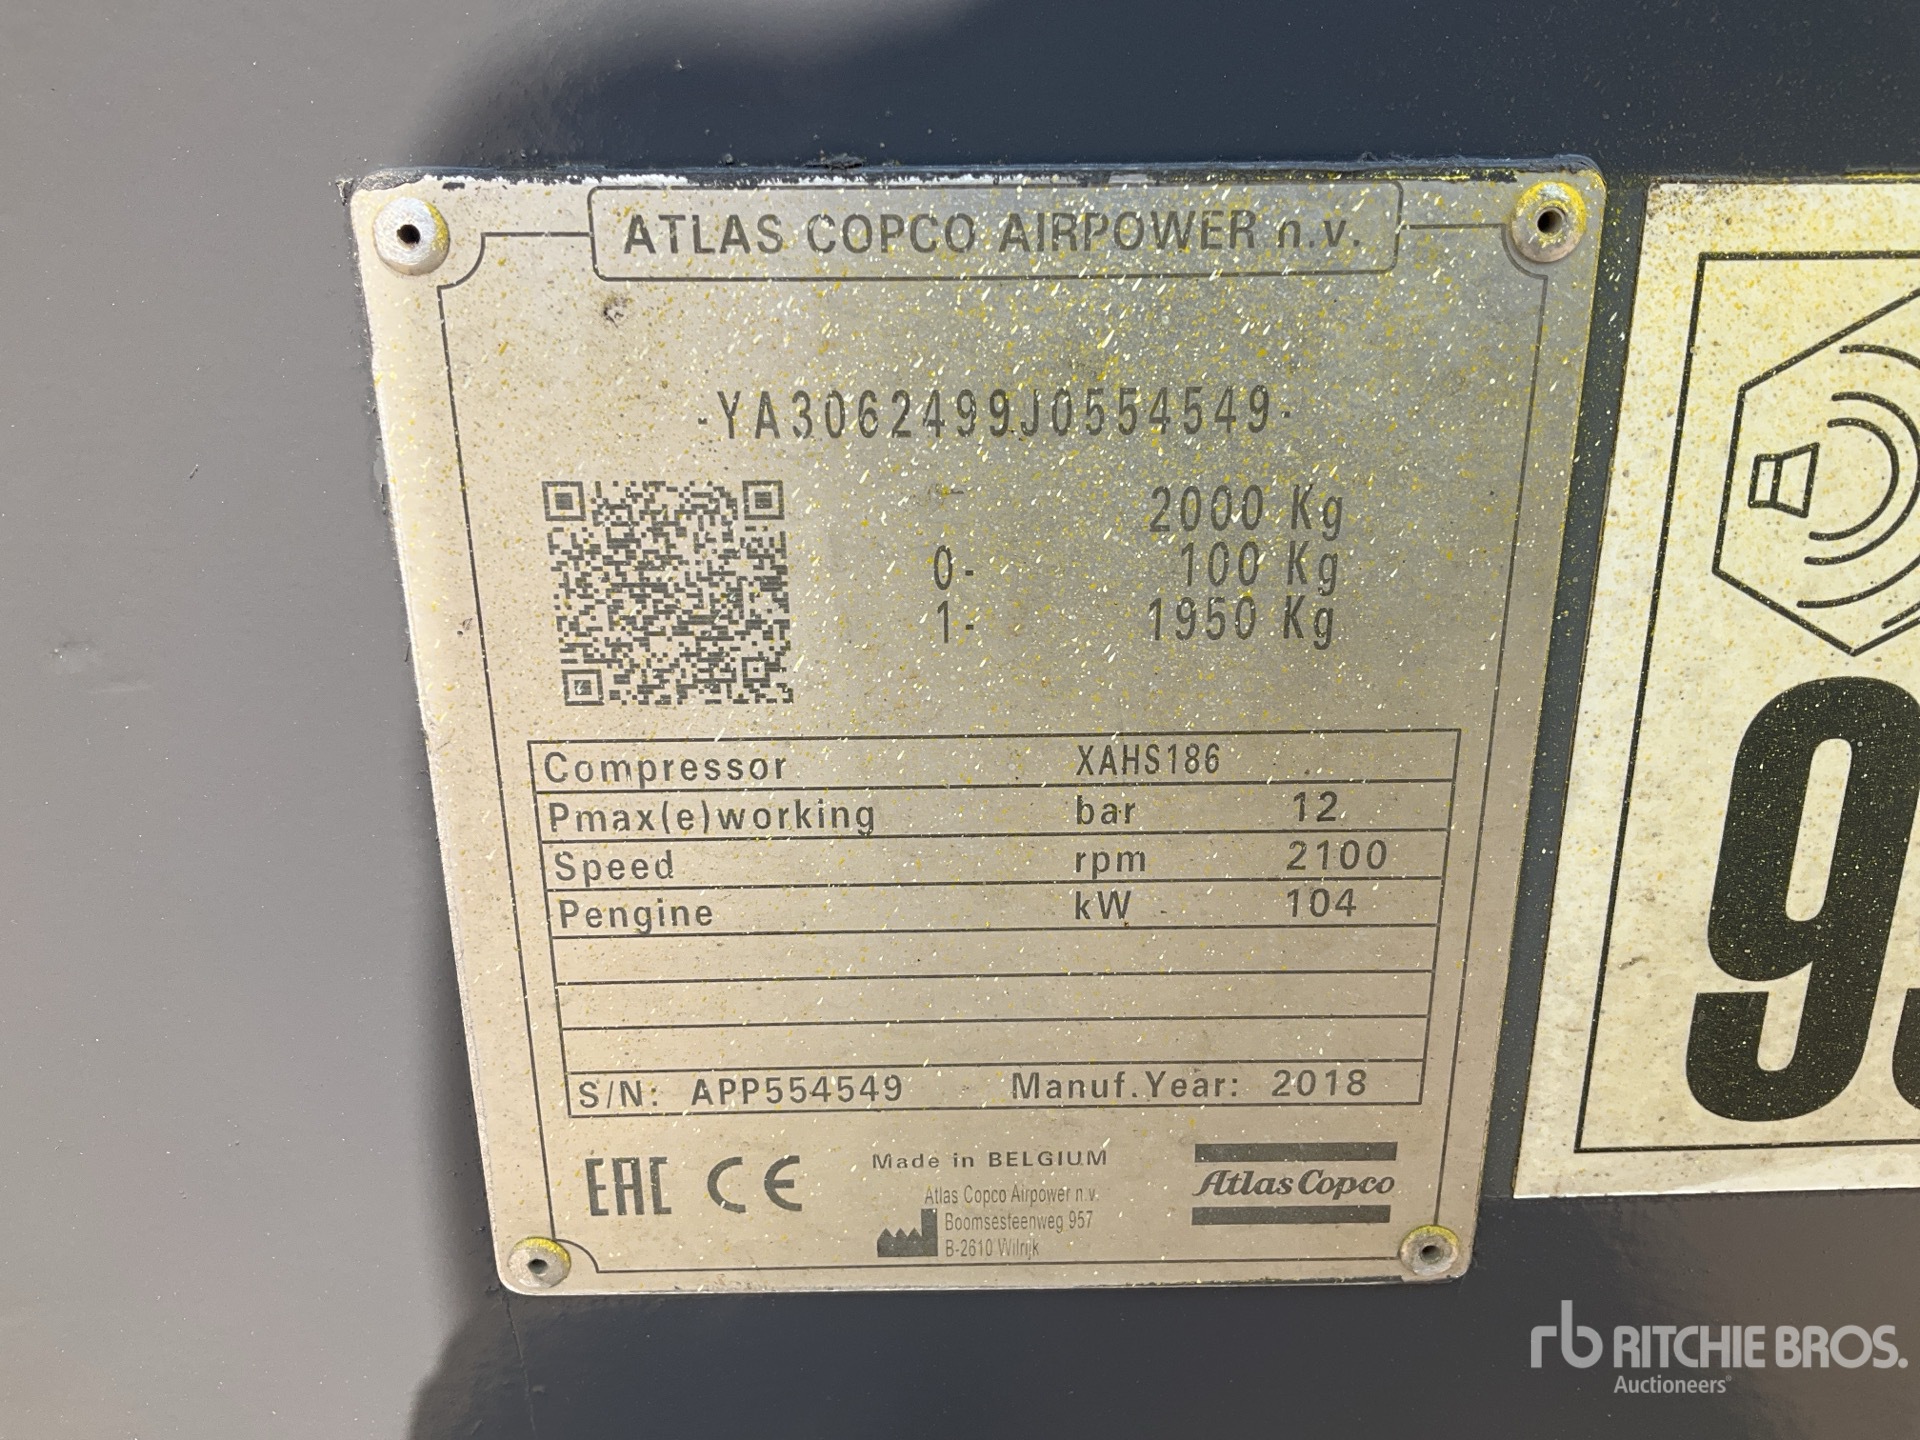 ATLAS COPCO AIRPOWER n.v.
-YA3062499J0554549-
- 2000 Kg
0- 100 Kg
1- 1950 Kg
Compressor XAHS186
Pmax(e)working bar 12
Speed rpm 2100
Pengine kW 104
S/N: APP554549 Manuf.Year: 2018
EAC CE
Made in BELGIUM
Atlas Copco Airpower n.v.
Boomsesteenweg 957
B-2610 Wilrijk
Atlas Copco
rb RITCHIE BROS.
Auctioneers